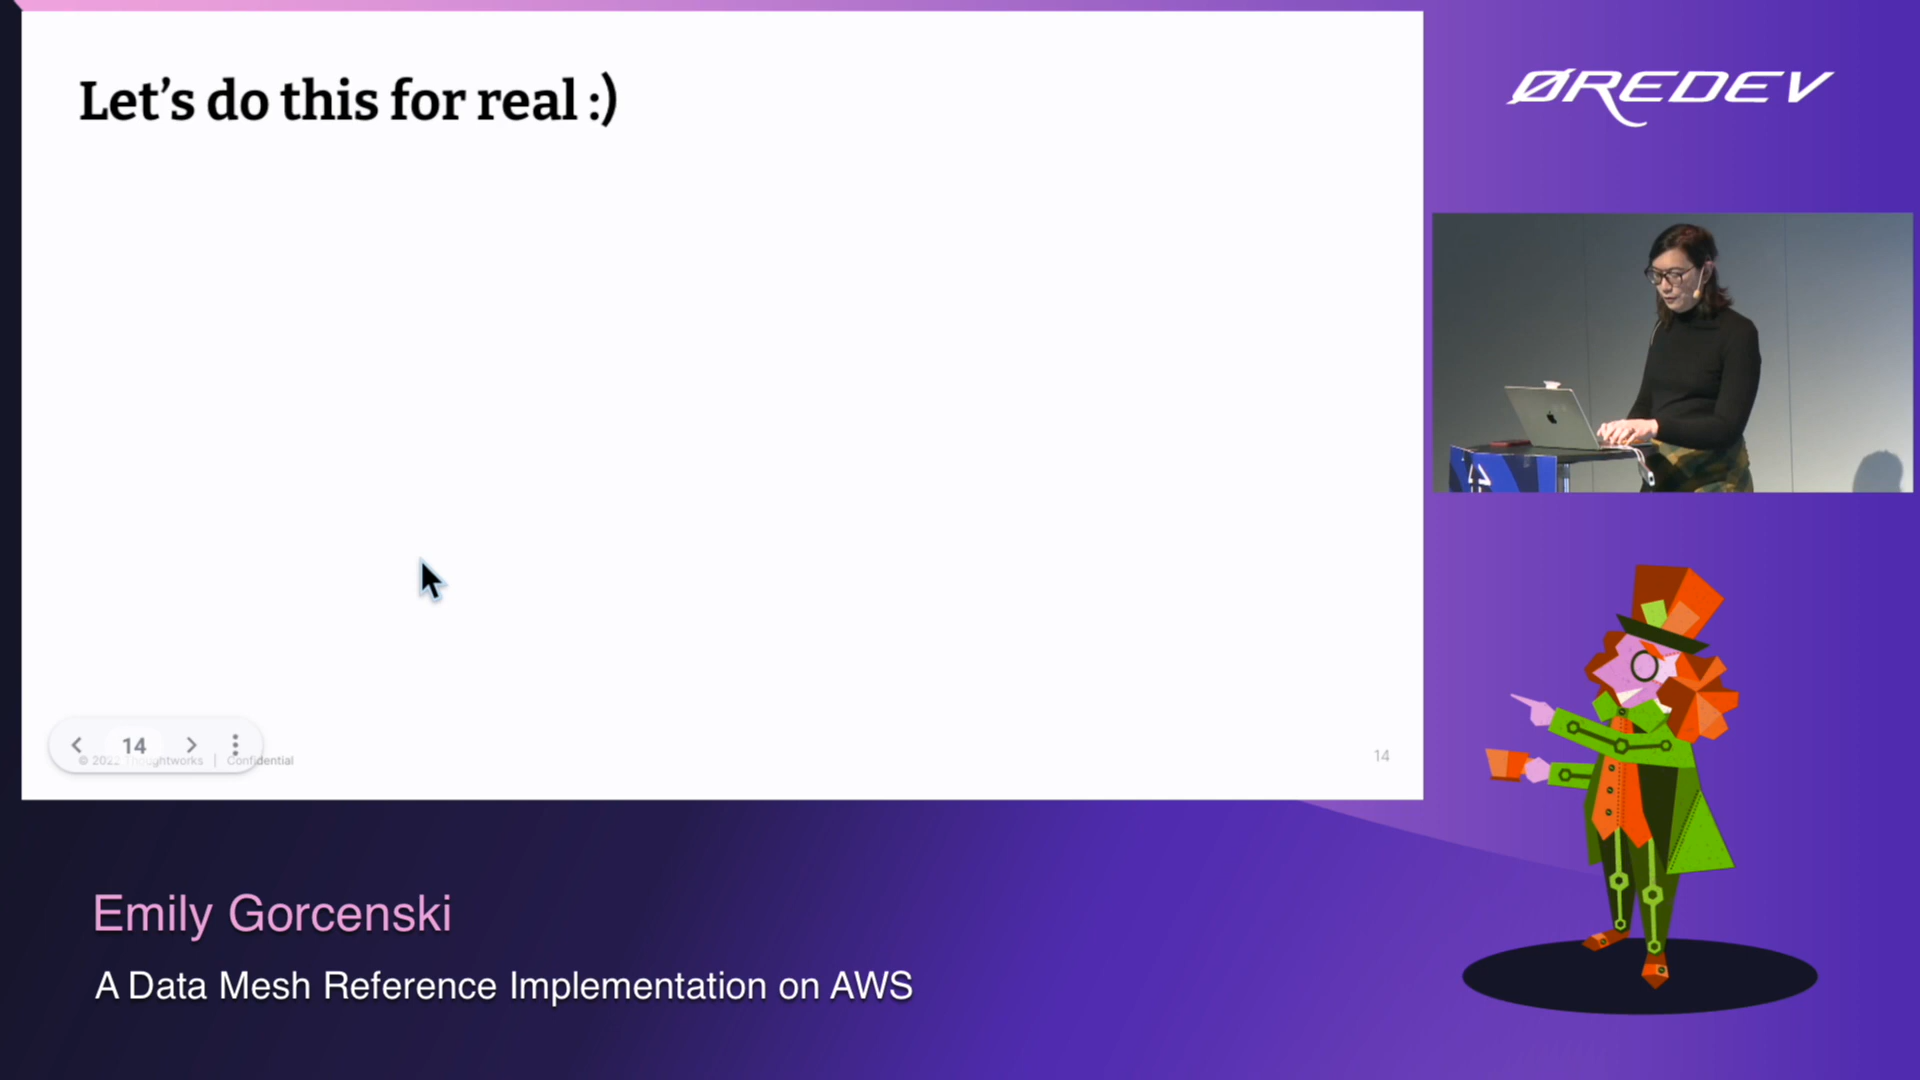 Let's do this for real :)
ØREDEV
14
© 2022 Thoughtworks | Confidential
14
Emily Gorcenski
A Data Mesh Reference Implementation on AWS